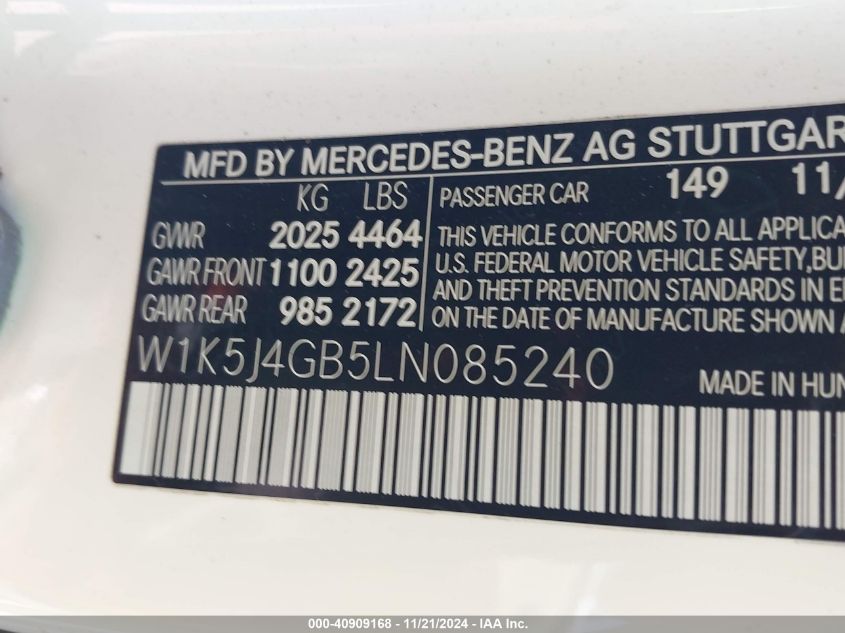 MFD BY MERCEDES-BENZ AG STUTTGAR
KG LBS
GVWR 2025 4464
GAWR FRONT 1100 2425
GAWR REAR 985 2172
PASSENGER CAR 149 11/
THIS VEHICLE CONFORMS TO ALL APPLICA
U.S. FEDERAL MOTOR VEHICLE SAFETY, BU
AND THEFT PREVENTION STANDARDS IN E
ON THE DATE OF MANUFACTURE SHOWN A
W1K5J4GB5LN085240
MADE IN HUN
000-40909168 - 11/21/2024 - IAA, Inc.